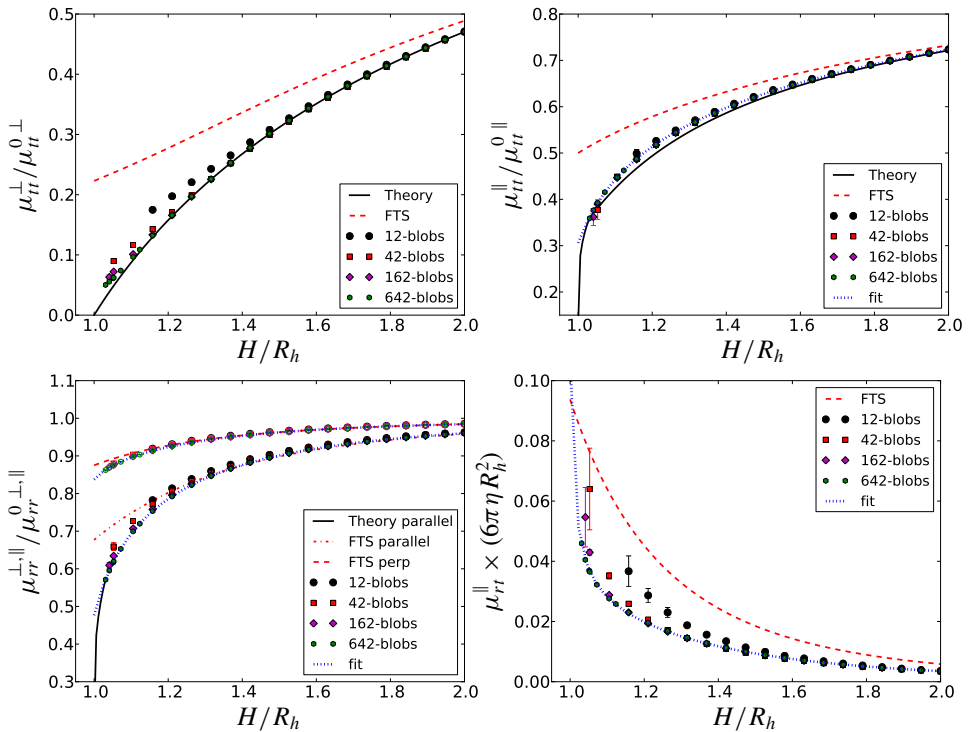 0.5
0.4
0.3
0.2
0.1
0.0
μ_tt^⊥/μ_tt^{0 ⊥}
1.0 1.2 1.4 1.6 1.8 2.0
H/R_h
Theory
FTS
12-blobs
42-blobs
162-blobs
642-blobs
0.8
0.7
0.6
0.5
0.4
0.3
0.2
μ_tt^∥/μ_tt^{0 ∥}
1.0 1.2 1.4 1.6 1.8 2.0
H/R_h
Theory
FTS
12-blobs
42-blobs
162-blobs
642-blobs
fit
1.1
1.0
0.9
0.8
0.7
0.6
0.5
0.4
0.3
μ_rr^{⊥,∥}/μ_rr^{0 ⊥,∥}
1.0 1.2 1.4 1.6 1.8 2.0
H/R_h
Theory parallel
FTS parallel
FTS perp
12-blobs
42-blobs
162-blobs
642-blobs
fit
0.10
0.08
0.06
0.04
0.02
0.00
μ_rt^∥ × (6π η R_h^2)
1.0 1.2 1.4 1.6 1.8 2.0
H/R_h
FTS
12-blobs
42-blobs
162-blobs
642-blobs
fit